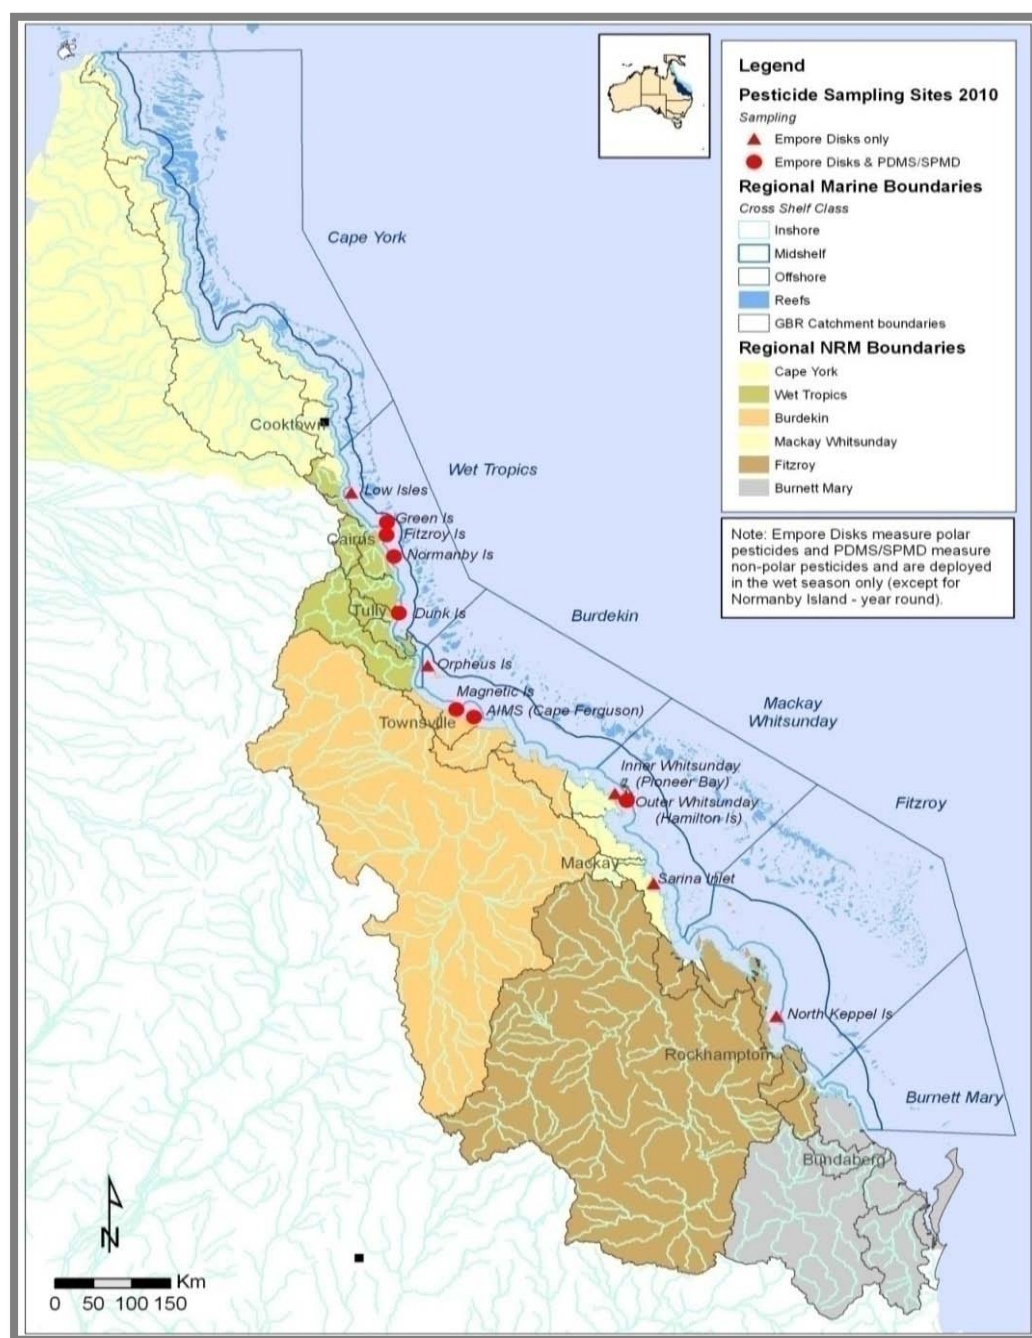 Legend
Pesticide Sampling Sites 2010
Sampling
Empore Disks only
Empore Disks & PDMS/SPMD
Regional Marine Boundaries
Cross Shelf Class
Inshore
Midshelf
Offshore
Reefs
GBR Catchment boundaries
Regional NRM Boundaries
Cape York
Wet Tropics
Burdekin
Mackay Whitsunday
Fitzroy
Burnett Mary
Note: Empore Disks measure polar
pesticides and PDMS/SPMD measure
non-polar pesticides and are deployed
in the wet season only (except for
Normanby Island - year round).
Cape York
Cooktown
Wet Tropics
Low Isles
Green Is
Fitzroy Is
Cairns
Normanby Is
Tully
Dunk Is
Burdekin
Orpheus Is
Magnetic Is
AIMS (Cape Ferguson)
Townsville
Mackay
Whitsunday
Inner Whitsunday
(Pioneer Bay)
Outer Whitsunday
(Hamilton Is)
Fitzroy
Mackay
Sarina Inlet
North Keppel Is
Rockhampton
Burnett Mary
Bundaberg
N
Km
0 50 100 150